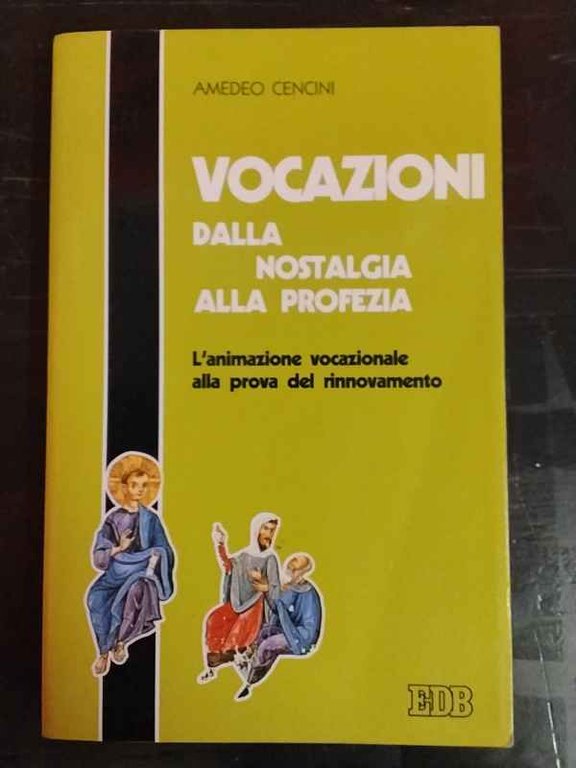 AMEDEO CENCINI
VOCAZIONI
DALLA
NOSTALGIA
ALLA PROFEZIA
L'animazione vocazionale
alla prova del rinnovamento
EDB